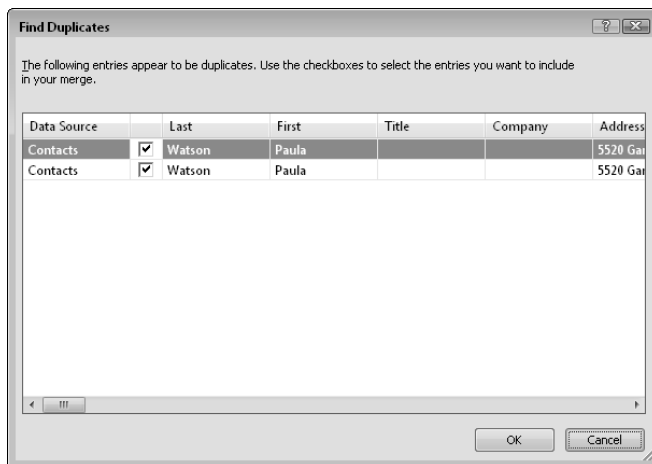 Find Duplicates
The following entries appear to be duplicates. Use the checkboxes to select the entries you want to include
in your merge.
Data Source Last First Title Company Address
Contacts Watson Paula 5520 Gar
Contacts Watson Paula 5520 Gar
OK Cancel